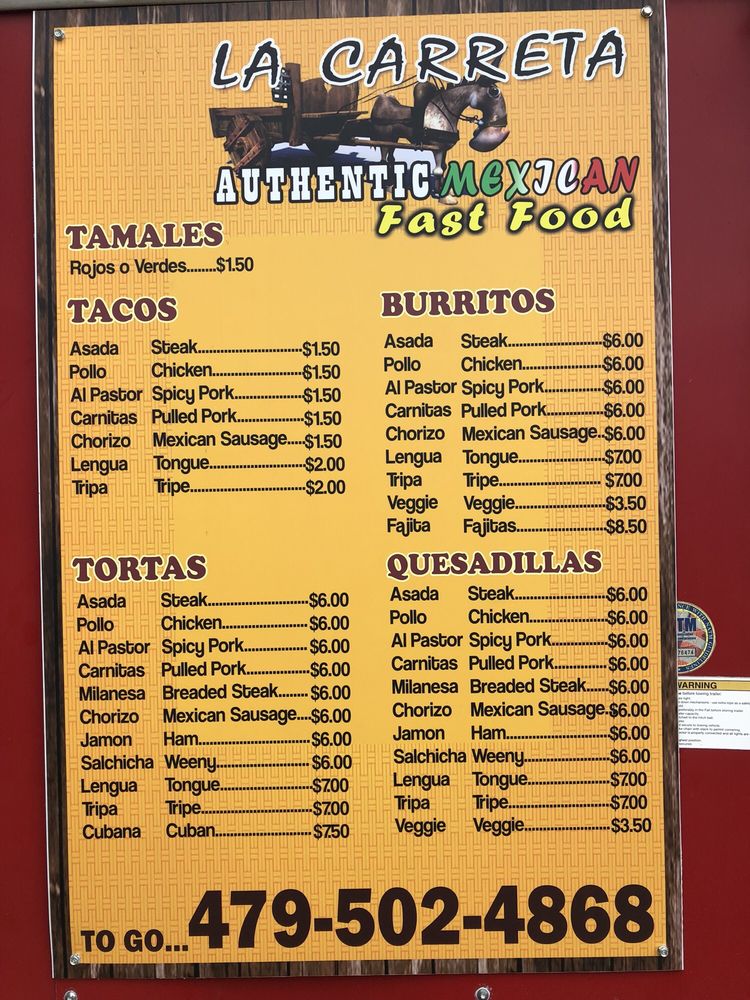 LA CARRETA
AUTHENTIC MEXICAN
Fast Food
TAMALES
Rojos o Verdes........$1.50
TACOS
Asada Steak.........................$1.50
Pollo Chicken.......................$1.50
Al Pastor Spicy Pork.................$1.50
Carnitas Pulled Pork.................$1.50
Chorizo Mexican Sausage.....$1.50
Lengua Tongue.......................$2.00
Tripa Tripe............................$2.00
BURRITOS
Asada Steak.......................$6.00
Pollo Chicken....................$6.00
Al Pastor Spicy Pork...............$6.00
Carnitas Pulled Pork..............$6.00
Chorizo Mexican Sausage..$6.00
Lengua Tongue....................$7.00
Tripa Tripe......................... $7.00
Veggie Veggie......................$3.50
Fajita Fajitas......................$8.50
TORTAS
Asada Steak.........................$6.00
Pollo Chicken.....................$6.00
Al Pastor Spicy Pork................$6.00
Carnitas Pulled Pork...............$6.00
Milanesa Breaded Steak.......$6.00
Chorizo Mexican Sausage....$6.00
Jamon Ham............................$6.00
Salchicha Weeny.......................$6.00
Lengua Tongue......................$7.00
Tripa Tripe...........................$7.00
Cubana Cuban........................$7.50
QUESADILLAS
Asada Steak........................$6.00
Pollo Chicken....................$6.00
Al Pastor Spicy Pork...............$6.00
Carnitas Pulled Pork..............$6.00
Milanesa Breaded Steak......$6.00
Chorizo Mexican Sausage.$6.00
Jamon Ham..........................$6.00
Salchicha Weeny.....................$6.00
Lengua Tongue....................$7.00
Tripa Tripe.........................$7.00
Veggie Veggie.....................$3.50
TO GO...479-502-4868
TM
76474
WARNING